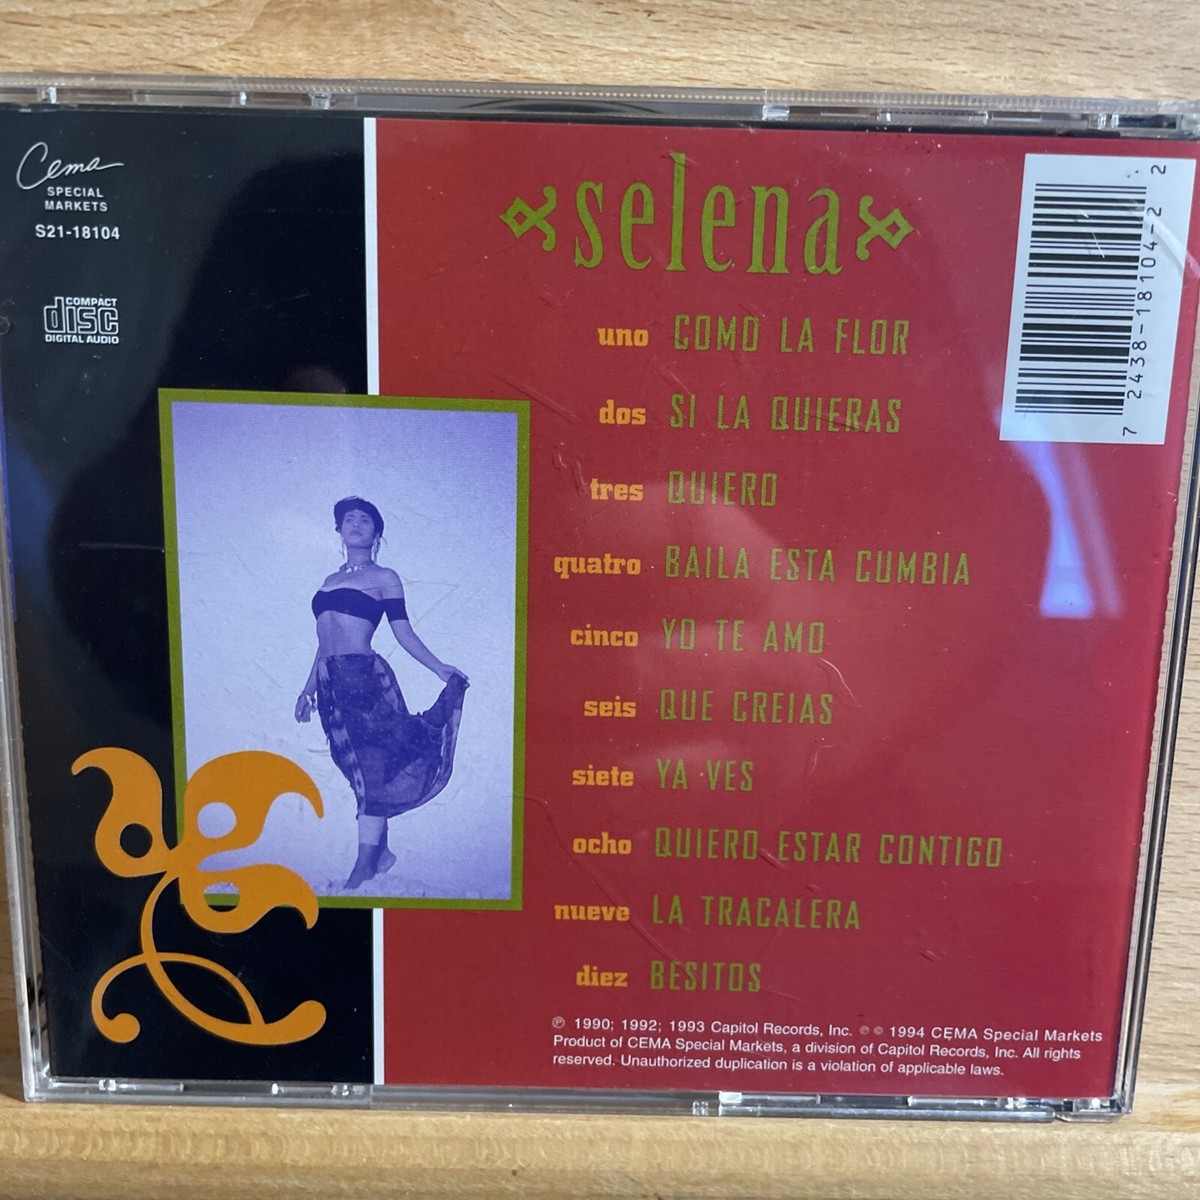 Cema
SPECIAL
MARKETS
S21-18104
COMPACT
disc
DIGITAL AUDIO
selena
uno COMO LA FLOR
dos SI LA QUIERAS
tres QUIERO
quatro BAILA ESTA CUMBIA
cinco YO TE AMO
seis QUE CREIAS
siete YA VES
ocho QUIERO ESTAR CONTIGO
nueve LA TRACALERA
diez BESITOS
℗ 1990; 1992; 1993 Capitol Records, Inc. ℗ © 1994 CEMA Special Markets
Product of CEMA Special Markets, a division of Capitol Records, Inc. All rights
reserved. Unauthorized duplication is a violation of applicable laws.
7 2438-18104-2 2